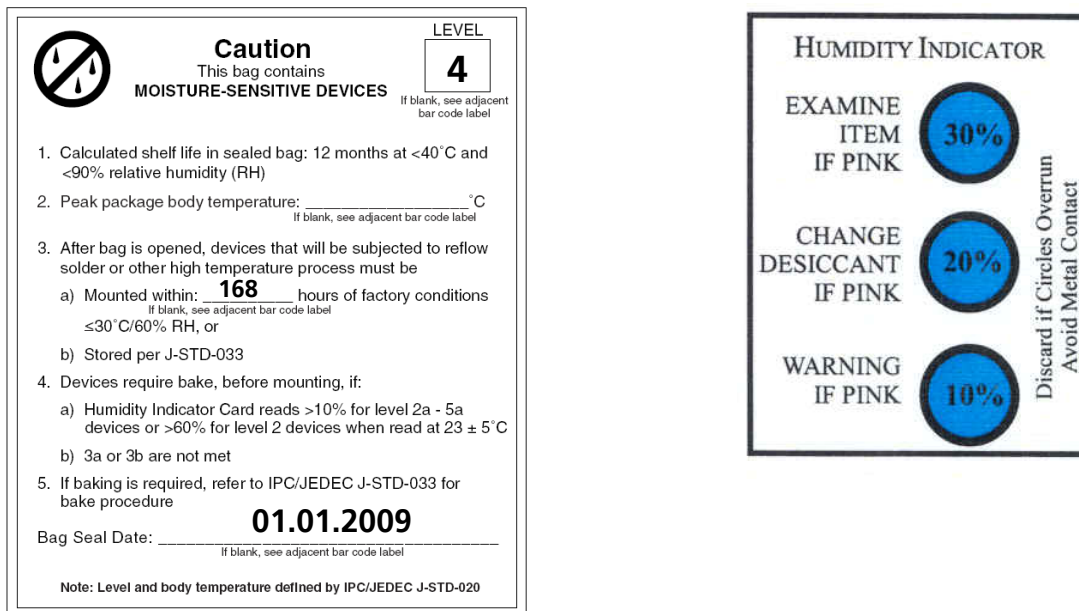 Caution
This bag contains
MOISTURE-SENSITIVE DEVICES
LEVEL
4
If blank, see adjacent
bar code label
1. Calculated shelf life in sealed bag: 12 months at <40˚C and
<90% relative humidity (RH)
2. Peak package body temperature: ____________________˚C
If blank, see adjacent bar code label
3. After bag is opened, devices that will be subjected to reflow
solder or other high temperature process must be
a) Mounted within: __168______ hours of factory conditions
If blank, see adjacent bar code label
≤30˚C/60% RH, or
b) Stored per J-STD-033
4. Devices require bake, before mounting, if:
a) Humidity Indicator Card reads >10% for level 2a - 5a
devices or >60% for level 2 devices when read at 23 ± 5˚C
b) 3a or 3b are not met
5. If baking is required, refer to IPC/JEDEC J-STD-033 for
bake procedure
Bag Seal Date: 01.01.2009
If blank, see adjacent bar code label
Note: Level and body temperature defined by IPC/JEDEC J-STD-020
HUMIDITY INDICATOR
EXAMINE
ITEM
IF PINK
30%
CHANGE
DESICCANT
IF PINK
20%
WARNING
IF PINK
10%
Discard if Circles Overrun
Avoid Metal Contact